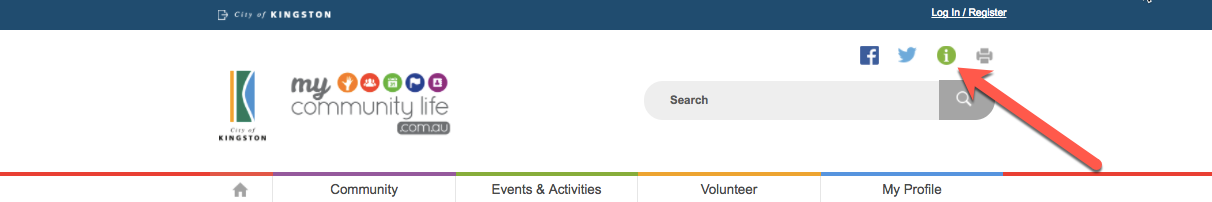 City of KINGSTON
Log In / Register
my
community life
.com.au
City of
KINGSTON
Search
Community
Events & Activities
Volunteer
My Profile